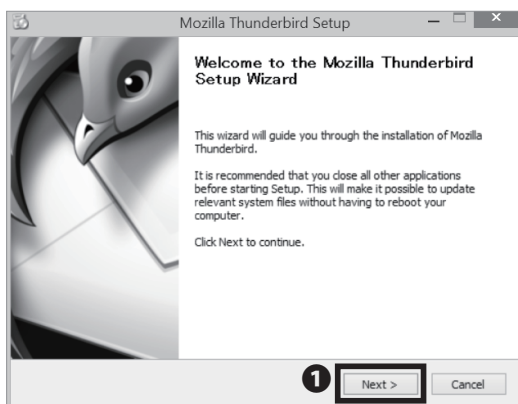 Mozilla Thunderbird Setup
Welcome to the Mozilla Thunderbird
Setup Wizard
This wizard will guide you through the installation of Mozilla
Thunderbird.
It is recommended that you close all other applications
before starting Setup. This will make it possible to update
relevant system files without having to reboot your
computer.
Click Next to continue.
1 Next > Cancel